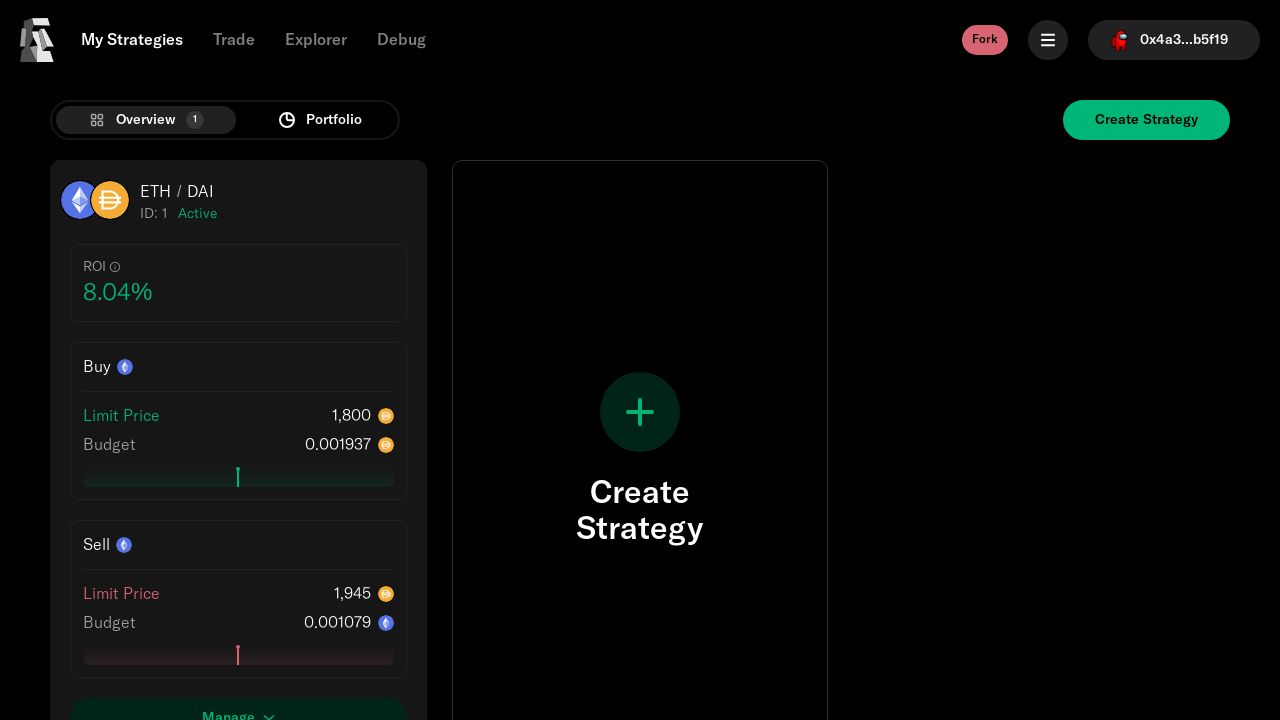 My Strategies
Trade
Explorer
Debug
Fork
0x4a3...b5f19
Overview 1
Portfolio
Create Strategy
ETH / DAI
ID: 1 Active
ROI
8.04%
Buy
Limit Price 1,800
Budget 0.001937
Sell
Limit Price 1,945
Budget 0.001079
Manage
Create
Strategy